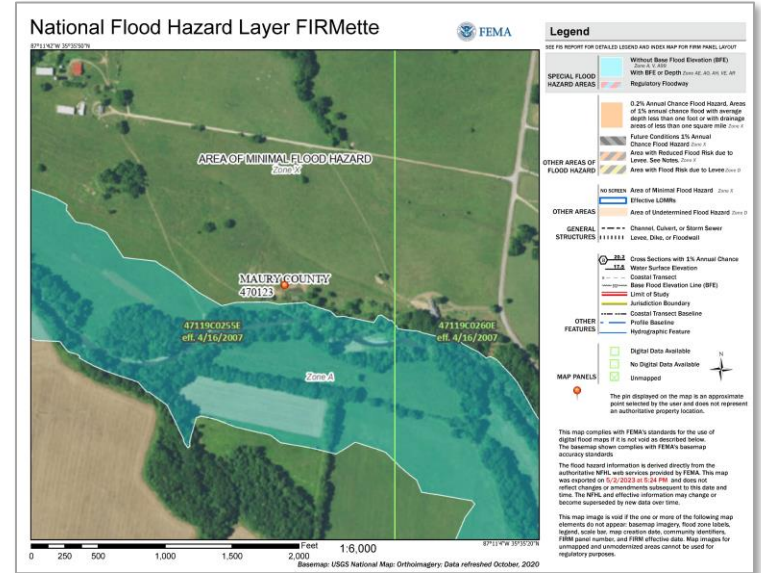 National Flood Hazard Layer FIRMette
FEMA
87°11'42"W 35°35'50"N
AREA OF MINIMAL FLOOD HAZARD
Zone X
MAURY COUNTY
470123
47119C0255E
eff. 4/16/2007
47119C0260E
eff. 4/16/2007
Zone A
87°11'4"W 35°35'20"N
0 250 500 1,000 1,500 2,000 Feet 1:6,000
Basemap: USGS National Map: Orthoimagery: Data refreshed October, 2020
Legend
SEE FIS REPORT FOR DETAILED LEGEND AND INDEX MAP FOR FIRM PANEL LAYOUT
SPECIAL FLOOD
HAZARD AREAS
Without Base Flood Elevation (BFE)
Zone A, V, A99
With BFE or Depth Zone AE, AO, AH, VE, AR
Regulatory Floodway
OTHER AREAS OF
FLOOD HAZARD
0.2% Annual Chance Flood Hazard, Areas
of 1% annual chance flood with average
depth less than one foot or with drainage
areas of less than one square mile Zone X
Future Conditions 1% Annual
Chance Flood Hazard Zone X
Area with Reduced Flood Risk due to
Levee. See Notes. Zone X
Area with Flood Risk due to Levee Zone D
OTHER AREAS
NO SCREEN Area of Minimal Flood Hazard Zone X
Effective LOMRs
Area of Undetermined Flood Hazard Zone D
GENERAL
STRUCTURES
Channel, Culvert, or Storm Sewer
Levee, Dike, or Floodwall
OTHER
FEATURES
20.2 Cross Sections with 1% Annual Chance
17.5 Water Surface Elevation
Coastal Transect
Base Flood Elevation Line (BFE)
Limit of Study
Jurisdiction Boundary
Coastal Transect Baseline
Profile Baseline
Hydrographic Feature
MAP PANELS
Digital Data Available
No Digital Data Available
Unmapped
N
The pin displayed on the map is an approximate
point selected by the user and does not represent
an authoritative property location.
This map complies with FEMA's standards for the use of
digital flood maps if it is not void as described below.
The basemap shown complies with FEMA's basemap
accuracy standards
The flood hazard information is derived directly from the
authoritative NFHL web services provided by FEMA. This map
was exported on 5/2/2023 at 5:24 PM and does not
reflect changes or amendments subsequent to this date and
time. The NFHL and effective information may change or
become superseded by new data over time.
This map image is void if the one or more of the following map
elements do not appear: basemap imagery, flood zone labels,
legend, scale bar, map creation date, community identifiers,
FIRM panel number, and FIRM effective date. Map images for
unmapped and unmodernized areas cannot be used for
regulatory purposes.